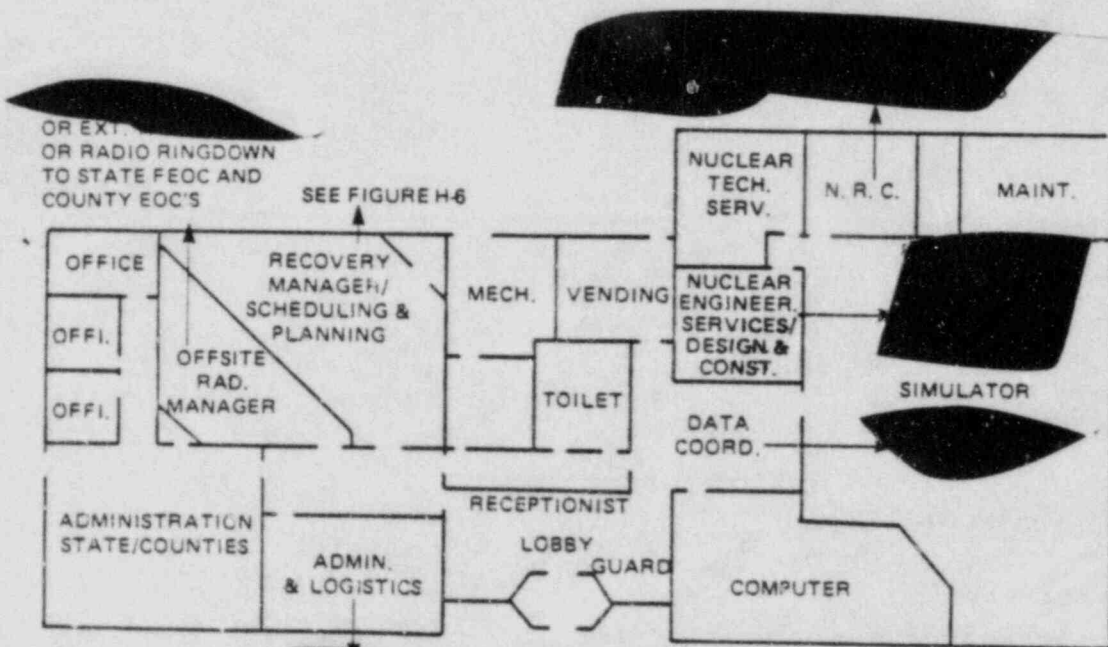 OR EXT.
OR RADIO RINGDOWN
TO STATE FEOC AND
COUNTY EOC'S
SEE FIGURE H-6
NUCLEAR
TECH.
SERV.
N. R. C.
MAINT.
OFFICE
RECOVERY
MANAGER/
SCHEDULING &
PLANNING
MECH.
VENDING
NUCLEAR
ENGINEER.
SERVICES/
DESIGN &
CONST.
OFFI.
OFFSITE
RAD.
MANAGER
OFFI.
TOILET
SIMULATOR
DATA
COORD.
RECEPTIONIST
ADMINISTRATION
STATE/COUNTIES
LOBBY
GUARD
ADMIN.
& LOGISTICS
COMPUTER